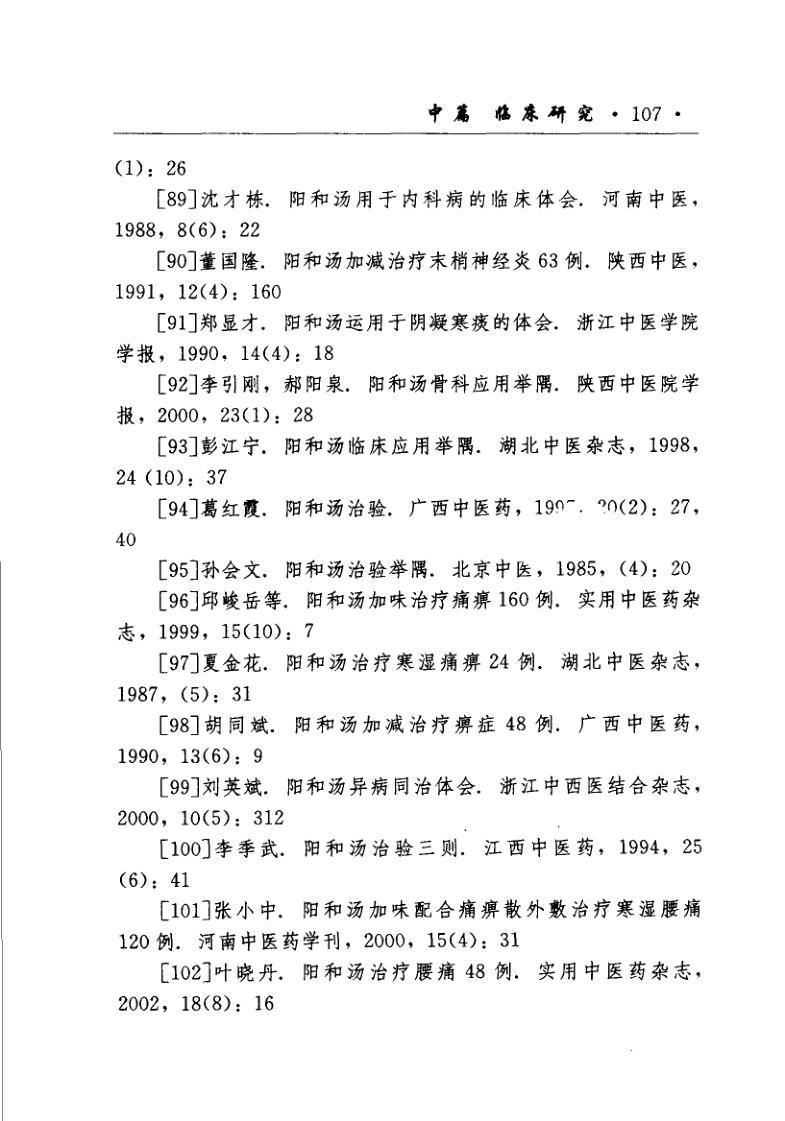 中篇 临床研究 · 107 ·
(1)：26
[89]沈才栋．阳和汤用于内科病的临床体会．河南中医，
1988，8(6)：22
[90]董国隆．阳和汤加减治疗末梢神经炎 63 例．陕西中医，
1991，12(4)：160
[91]郑显才．阳和汤运用于阴凝寒痰的体会．浙江中医学院
学报，1990，14(4)：18
[92]李引刚，郝阳泉．阳和汤骨科应用举隅．陕西中医院学
报，2000，23(1)：28
[93]彭江宁．阳和汤临床应用举隅．湖北中医杂志，1998，
24 (10)：37
[94]葛红霞．阳和汤治验．广西中医药，(2)：27，
40
[95]孙会文．阳和汤治验举隅．北京中医，1985，(4)：20
[96]邱峻岳等．阳和汤加味治疗痛痹 160 例．实用中医药杂
志，1999，15(10)：7
[97]夏金花．阳和汤治疗寒湿痛痹 24 例．湖北中医杂志，
1987，(5)：31
[98]胡同斌．阳和汤加减治疗痹症 48 例．广西中医药，
1990，13(6)：9
[99]刘英斌．阳和汤异病同治体会．浙江中西医结合杂志，
2000，10(5)：312
[100]李季武．阳和汤治验三则．江西中医药，1994，25
(6)：41
[101]张小中．阳和汤加味配合痛痹散外敷治疗寒湿腰痛
120 例．河南中医药学刊，2000，15(4)：31
[102]叶晓丹．阳和汤治疗腰痛 48 例．实用中医药杂志，
2002，18(8)：16